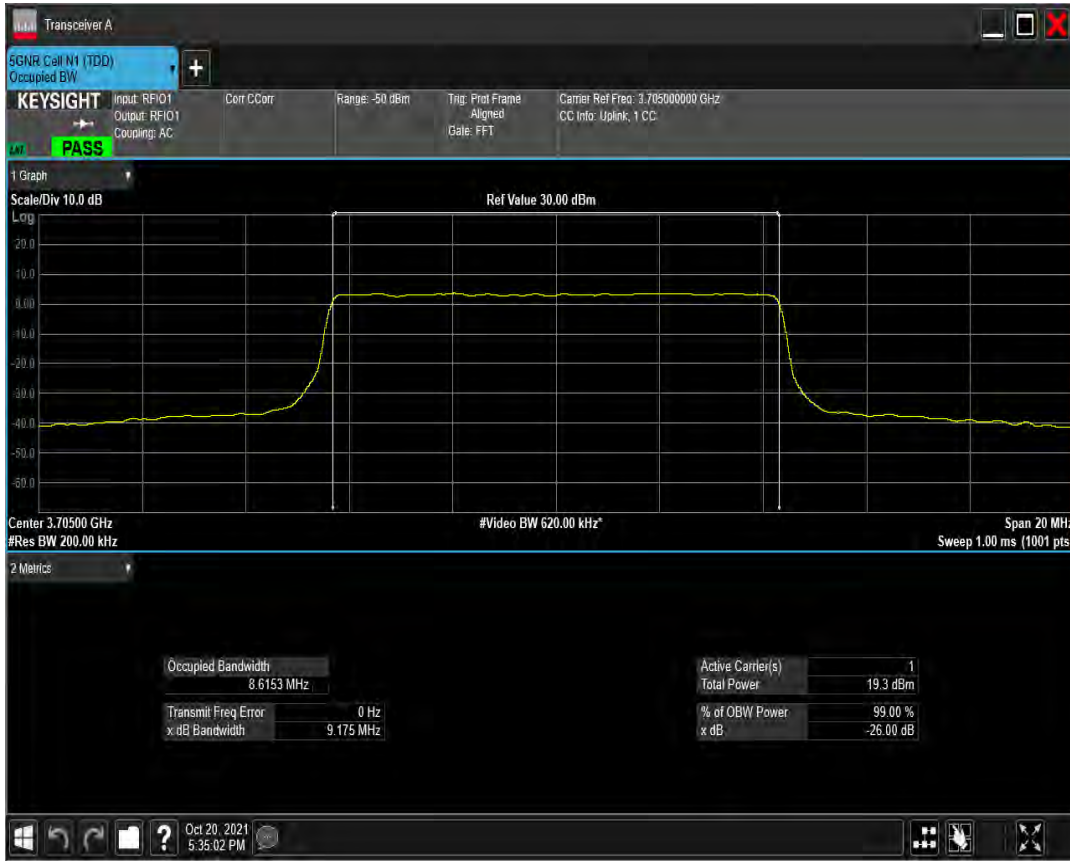 Transceiver A
5GNR Cell N1 (TDD)
Occupied BW
+
KEYSIGHT
Input: RFIO1
Output: RFIO1
Coupling: AC
Corr CCorr
Range: -50 dBm
Trig: Prot Frame
Aligned
Gate: FFT
Carrier Ref Freq: 3.705000000 GHz
CC Info: Uplink, 1 CC
PASS
1 Graph
Scale/Div 10.0 dB
Ref Value 30.00 dBm
Log
20.0
10.0
0.00
-10.0
-20.0
-30.0
-40.0
-50.0
-60.0
Center 3.70500 GHz
#Video BW 620.00 kHz*
Span 20 MHz
#Res BW 200.00 kHz
Sweep 1.00 ms (1001 pts
2 Metrics
Occupied Bandwidth
8.6153 MHz
Transmit Freq Error 0 Hz
x dB Bandwidth 9.175 MHz
Active Carrier(s) 1
Total Power 19.3 dBm
% of OBW Power 99.00 %
x dB -26.00 dB
?
Oct 20, 2021
5:35:02 PM